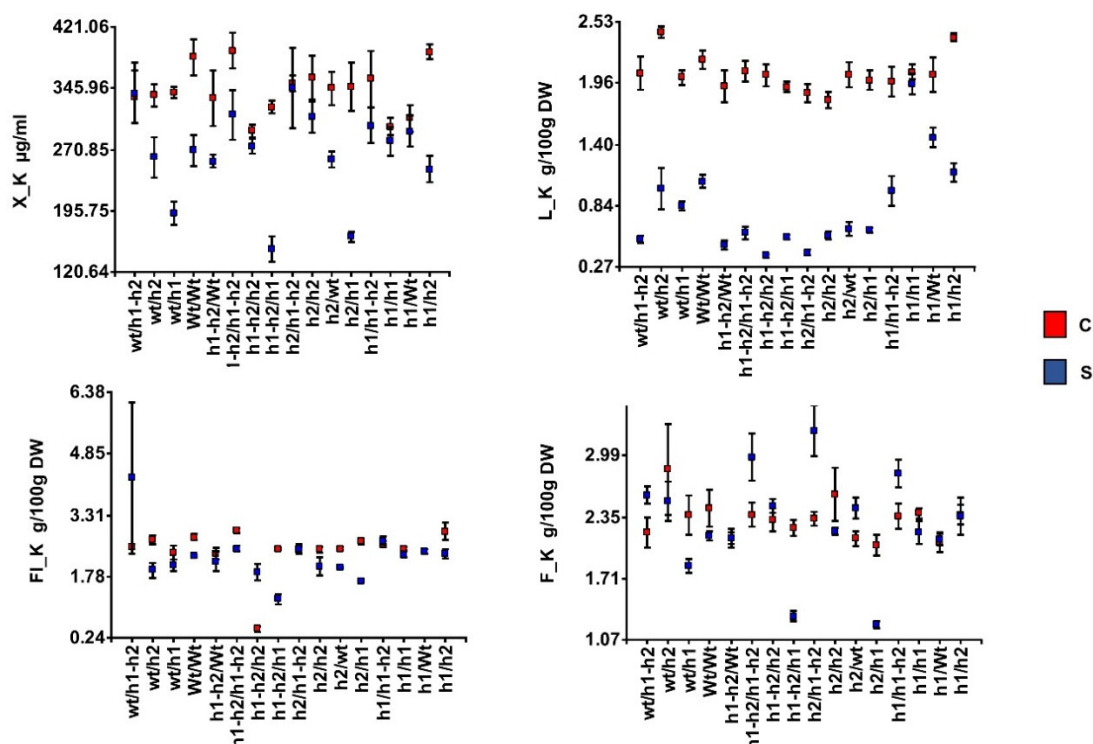 X_K µg/ml
421.06
345.96
270.85
195.75
120.64
wt/h1-h2
wt/h2
wt/h1
Wt/Wt
h1-h2/Wt
1-h2/h1-h2
h1-h2/h2
h1-h2/h1
h2/h1-h2
h2/h2
h2/wt
h2/h1
h1/h1-h2
h1/h1
h1/Wt
h1/h2
L_K g/100g DW
2.53
1.96
1.40
0.84
0.27
wt/h1-h2
wt/h2
wt/h1
Wt/Wt
h1-h2/Wt
h1-h2/h1-h2
h1-h2/h2
h1-h2/h1
h2/h1-h2
h2/h2
h2/wt
h2/h1
h1/h1-h2
h1/h1
h1/Wt
h1/h2
C
S
Fl_K g/100g DW
6.38
4.85
3.31
1.78
0.24
wt/h1-h2
wt/h2
wt/h1
Wt/Wt
h1-h2/Wt
h1-h2/h1-h2
h1-h2/h2
h1-h2/h1
h2/h1-h2
h2/h2
h2/wt
h2/h1
h1/h1-h2
h1/h1
h1/Wt
h1/h2
F_K g/100g DW
2.99
2.35
1.71
1.07
wt/h1-h2
wt/h2
wt/h1
Wt/Wt
h1-h2/Wt
h1-h2/h1-h2
h1-h2/h2
h1-h2/h1
h2/h1-h2
h2/h2
h2/wt
h2/h1
h1/h1-h2
h1/h1
h1/Wt
h1/h2